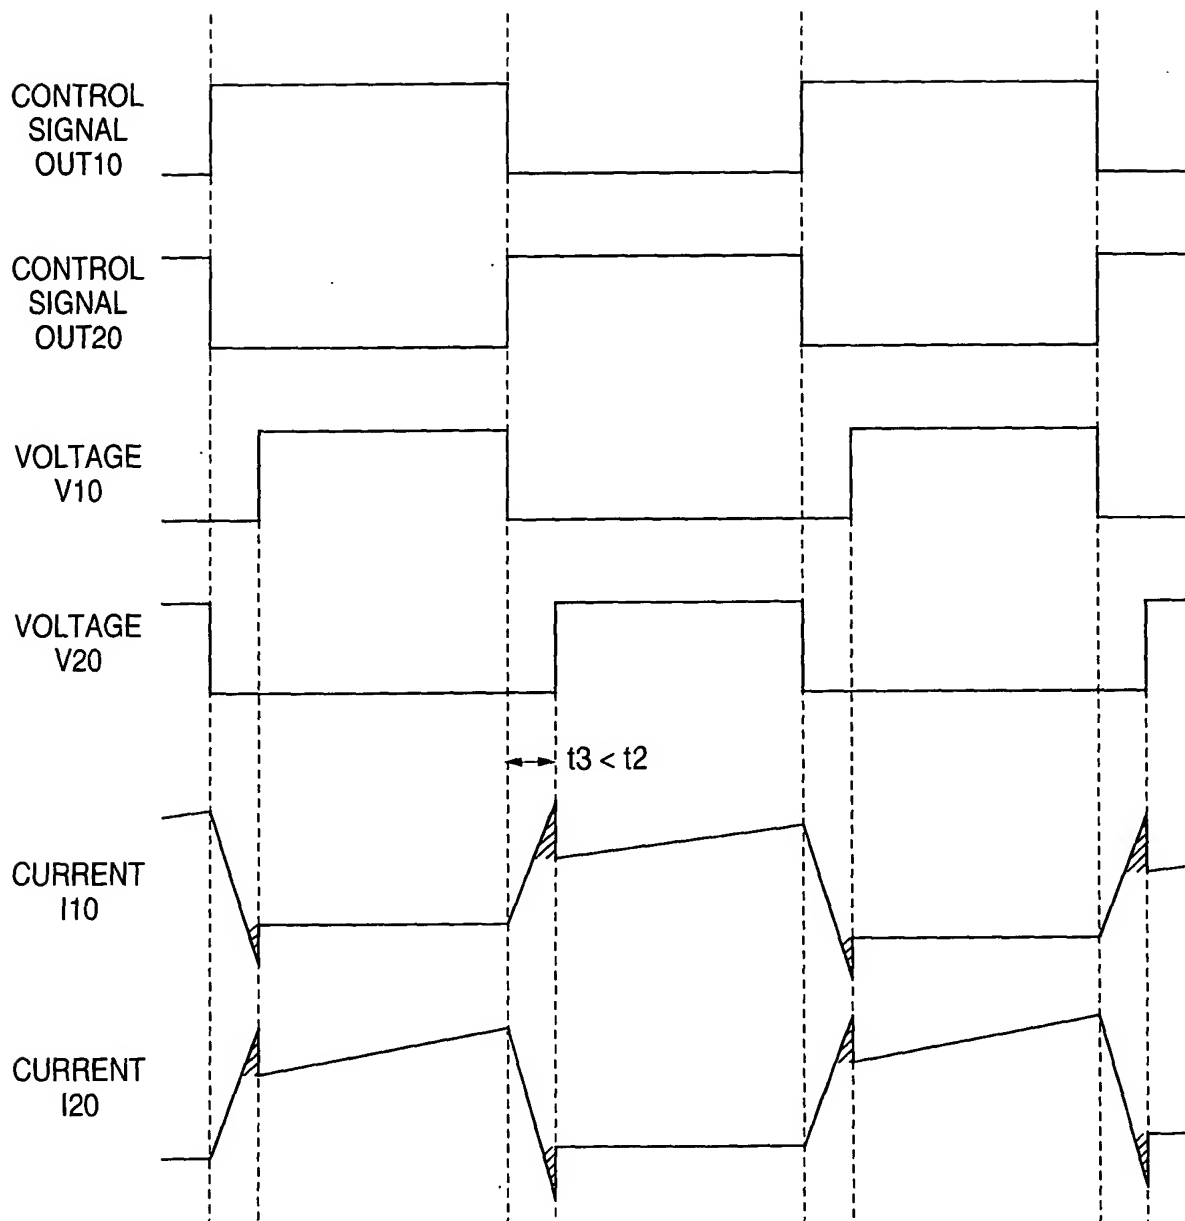 CONTROL
SIGNAL
OUT10
CONTROL
SIGNAL
OUT20
VOLTAGE
V10
VOLTAGE
V20
t3 < t2
CURRENT
I10
CURRENT
I20